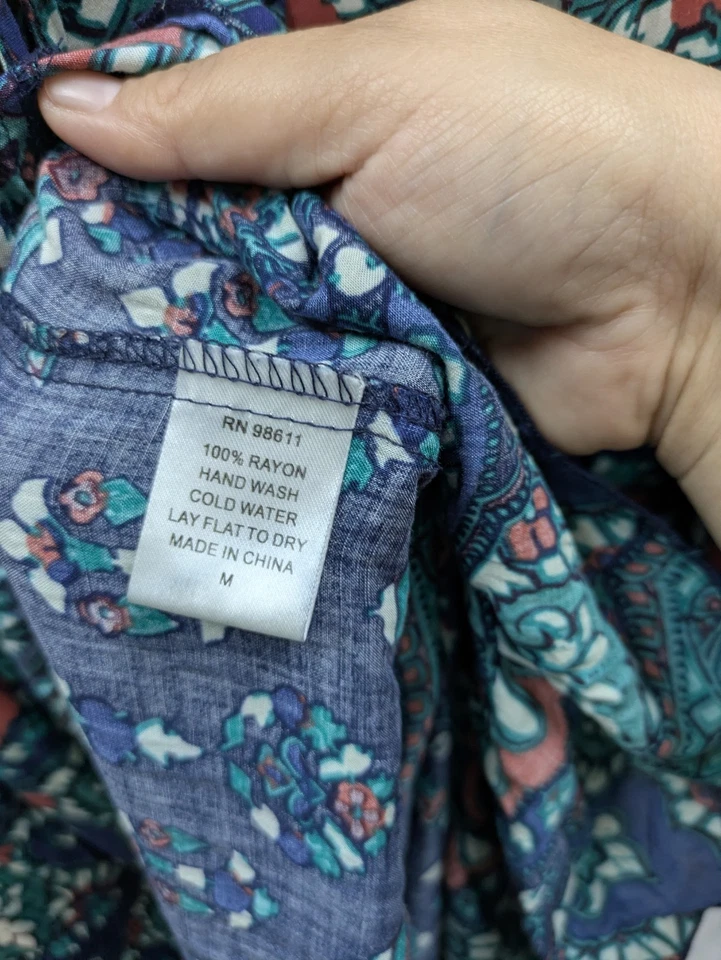 RN 98611
100% RAYON
HAND WASH
COLD WATER
LAY FLAT TO DRY
MADE IN CHINA
M